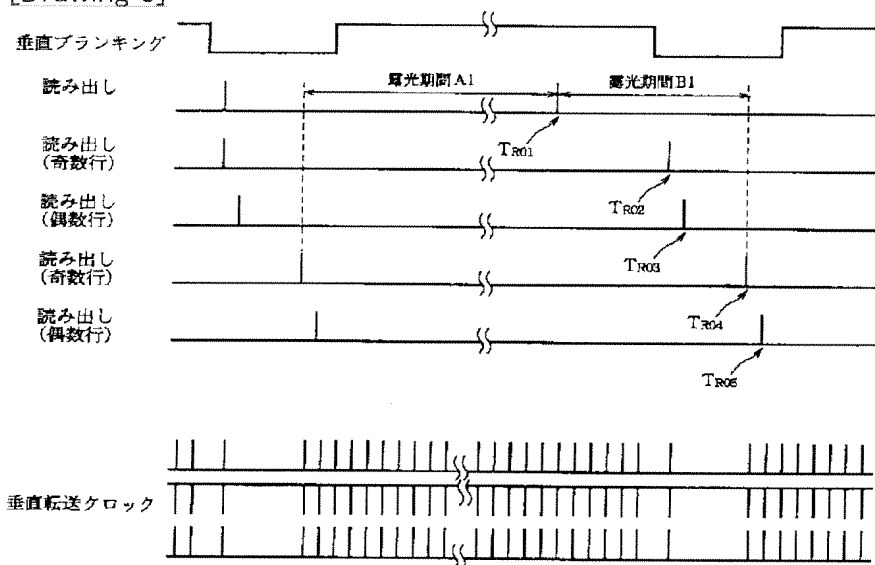 垂直ブランキング
読み出し
露光期間A1
露光期間B1
TR01
読み出し
(奇数行)
TR02
読み出し
(偶数行)
TR03
読み出し
(奇数行)
TR04
読み出し
(偶数行)
TR05
垂直転送クロック